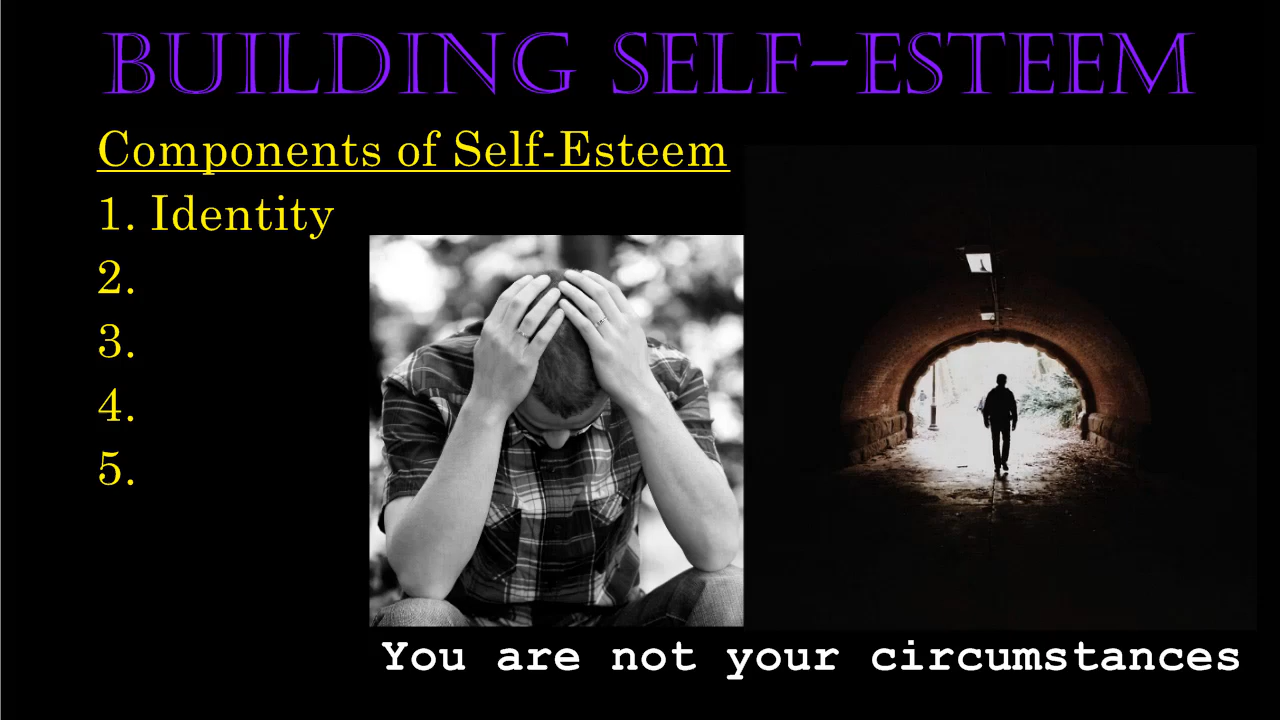 BUILDING SELF-ESTEEM
Components of Self-Esteem
1. Identity
2.
3.
4.
5.
You are not your circumstances